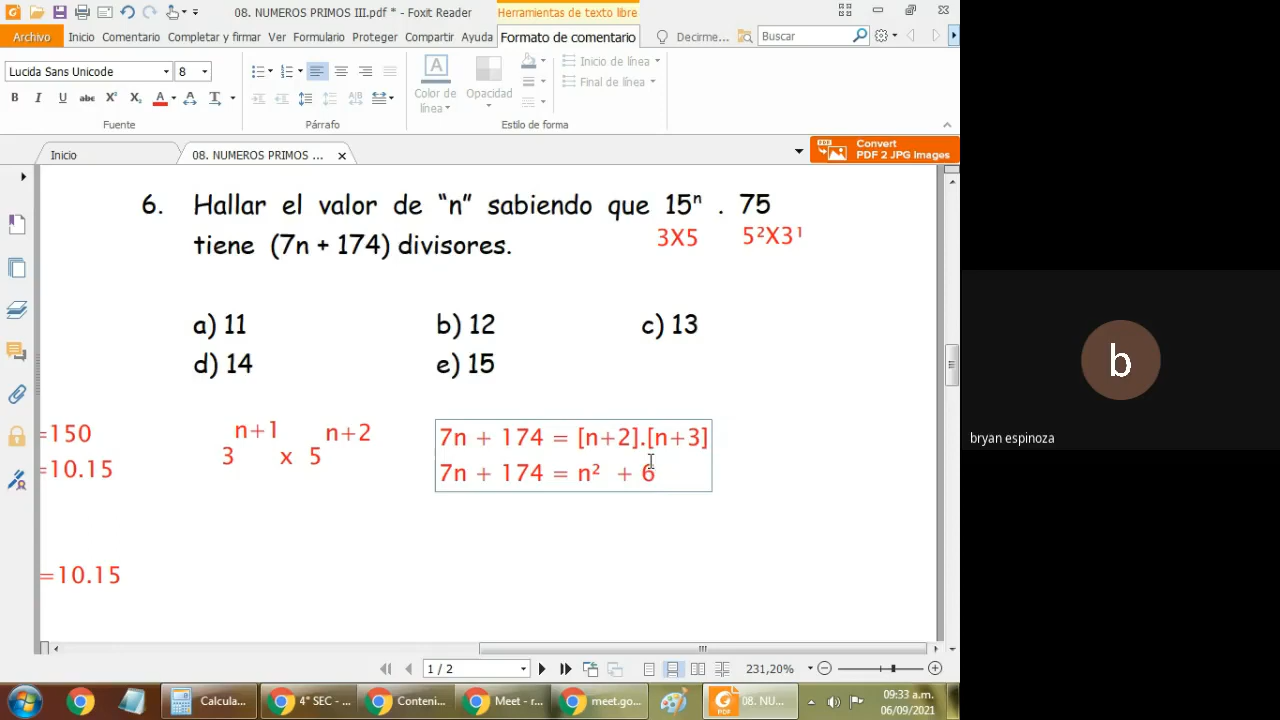 08. NUMEROS PRIMOS III.pdf * - Foxit Reader
Herramientas de texto libre
Archivo Inicio Comentario Completar y firmar Ver Formulario Proteger Compartir Ayuda Formato de comentario Decirme... Buscar
Lucida Sans Unicode 8
Color de línea
Opacidad
Inicio de línea
Final de línea
Fuente Párrafo Estilo de forma
Inicio
08. NUMEROS PRIMOS ...
Convert
PDF 2 JPG Images
6. Hallar el valor de “n” sabiendo que 15ⁿ . 75
3X5 5²X3¹
tiene (7n + 174) divisores.
a) 11 b) 12 c) 13
d) 14 e) 15
=150
n+1 n+2
3 x 5
7n + 174 = [n+2].[n+3]
=10.15
7n + 174 = n² + 6
=10.15
b
bryan espinoza
1 / 2
231,20%
Calcula...
4° SEC - ...
Conteni...
Meet - r...
meet.go...
08. NU...
09:33 a.m.
06/09/2021